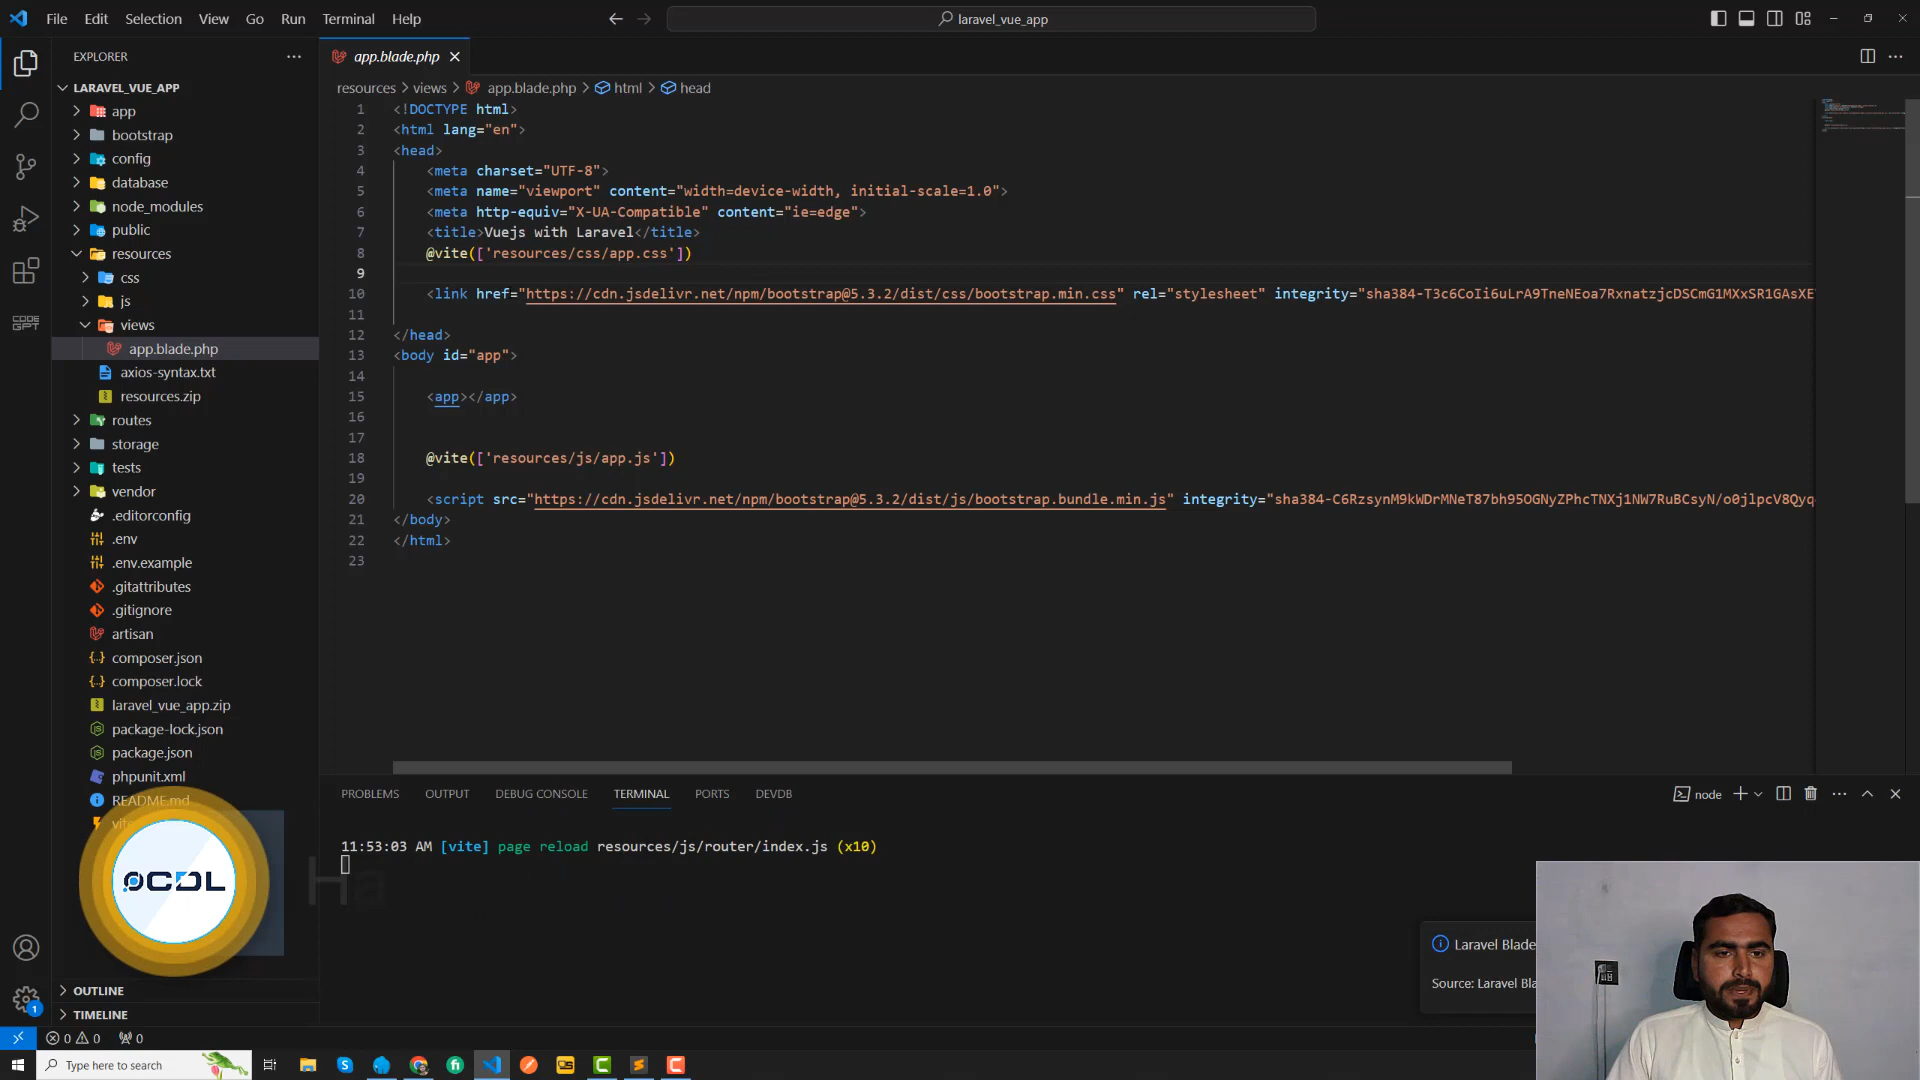 File Edit Selection View Go Run Terminal Help
laravel_vue_app
EXPLORER
LARAVEL_VUE_APP
app
bootstrap
config
database
node_modules
public
resources
css
js
views
app.blade.php
axios-syntax.txt
resources.zip
routes
storage
tests
vendor
.editorconfig
.env
.env.example
.gitattributes
.gitignore
artisan
composer.json
composer.lock
laravel_vue_app.zip
package-lock.json
package.json
phpunit.xml
README.md
OUTLINE
TIMELINE
app.blade.php
resources > views > app.blade.php > html > head
1 <!DOCTYPE html>
2 <html lang="en">
3 <head>
4 <meta charset="UTF-8">
5 <meta name="viewport" content="width=device-width, initial-scale=1.0">
6 <meta http-equiv="X-UA-Compatible" content="ie=edge">
7 <title>Vuejs with Laravel</title>
8 @vite(['resources/css/app.css'])
9
10 <link href="https://cdn.jsdelivr.net/npm/bootstrap@5.3.2/dist/css/bootstrap.min.css" rel="stylesheet" integrity="sha384-T3c6CoIi6uLrA9TneNEoa7RxnatzjcDSCmG1MXxSR1GAsXE
11
12 </head>
13 <body id="app">
14
15 <app></app>
16
17
18 @vite(['resources/js/app.js'])
19
20 <script src="https://cdn.jsdelivr.net/npm/bootstrap@5.3.2/dist/js/bootstrap.bundle.min.js" integrity="sha384-C6RzsynM9kWDrMNeT87bh95OGNyZPhcTNXj1NW7RuBCsyN/o0jlpcV8Qyq
21 </body>
22 </html>
23
PROBLEMS OUTPUT DEBUG CONSOLE TERMINAL PORTS DEVDB
node
11:53:03 AM [vite] page reload resources/js/router/index.js (x10)
OCDL
Ha
Laravel Blade
Source: Laravel Bla
1
0 0 0
Type here to search